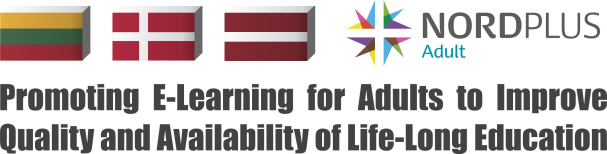 NORDPLUS
Adult
Promoting E-Learning for Adults to Improve
Quality and Availability of Life-Long Education